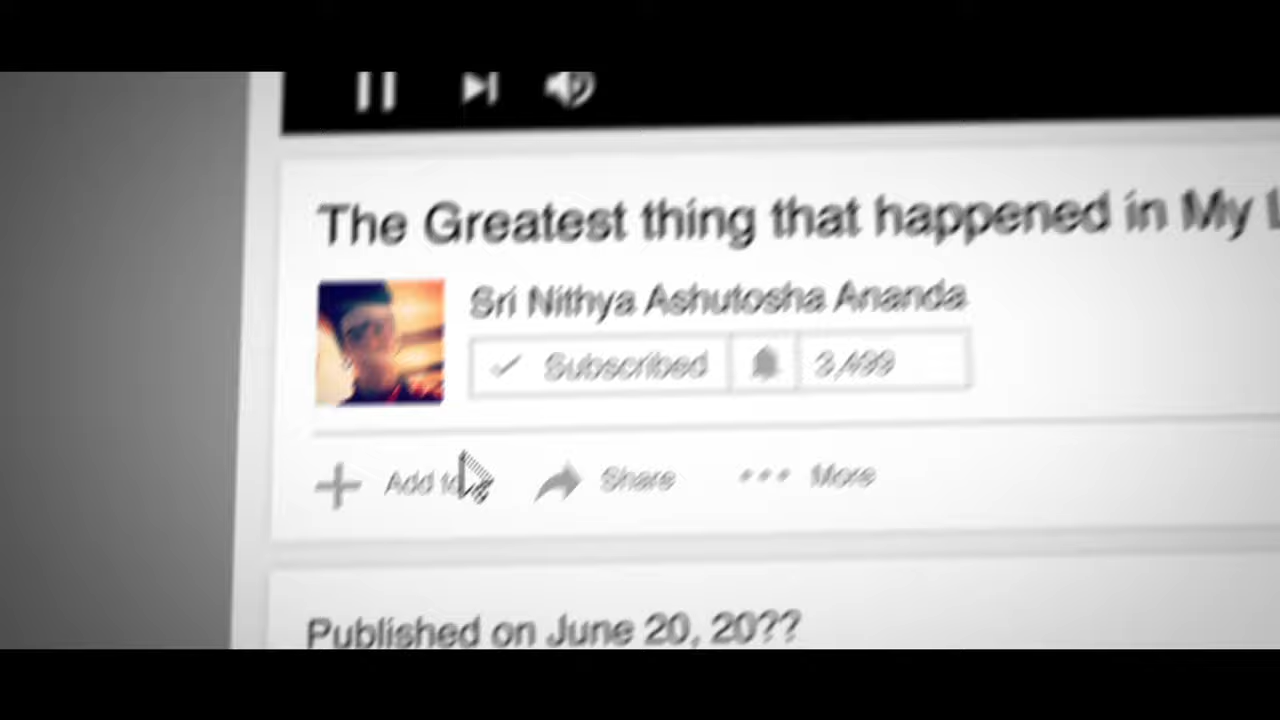 The Greatest thing that happened in My
Sri Nithya Ashutosha Ananda
Subscribed 3,499
Add to Share More
Published on June 20, 20??